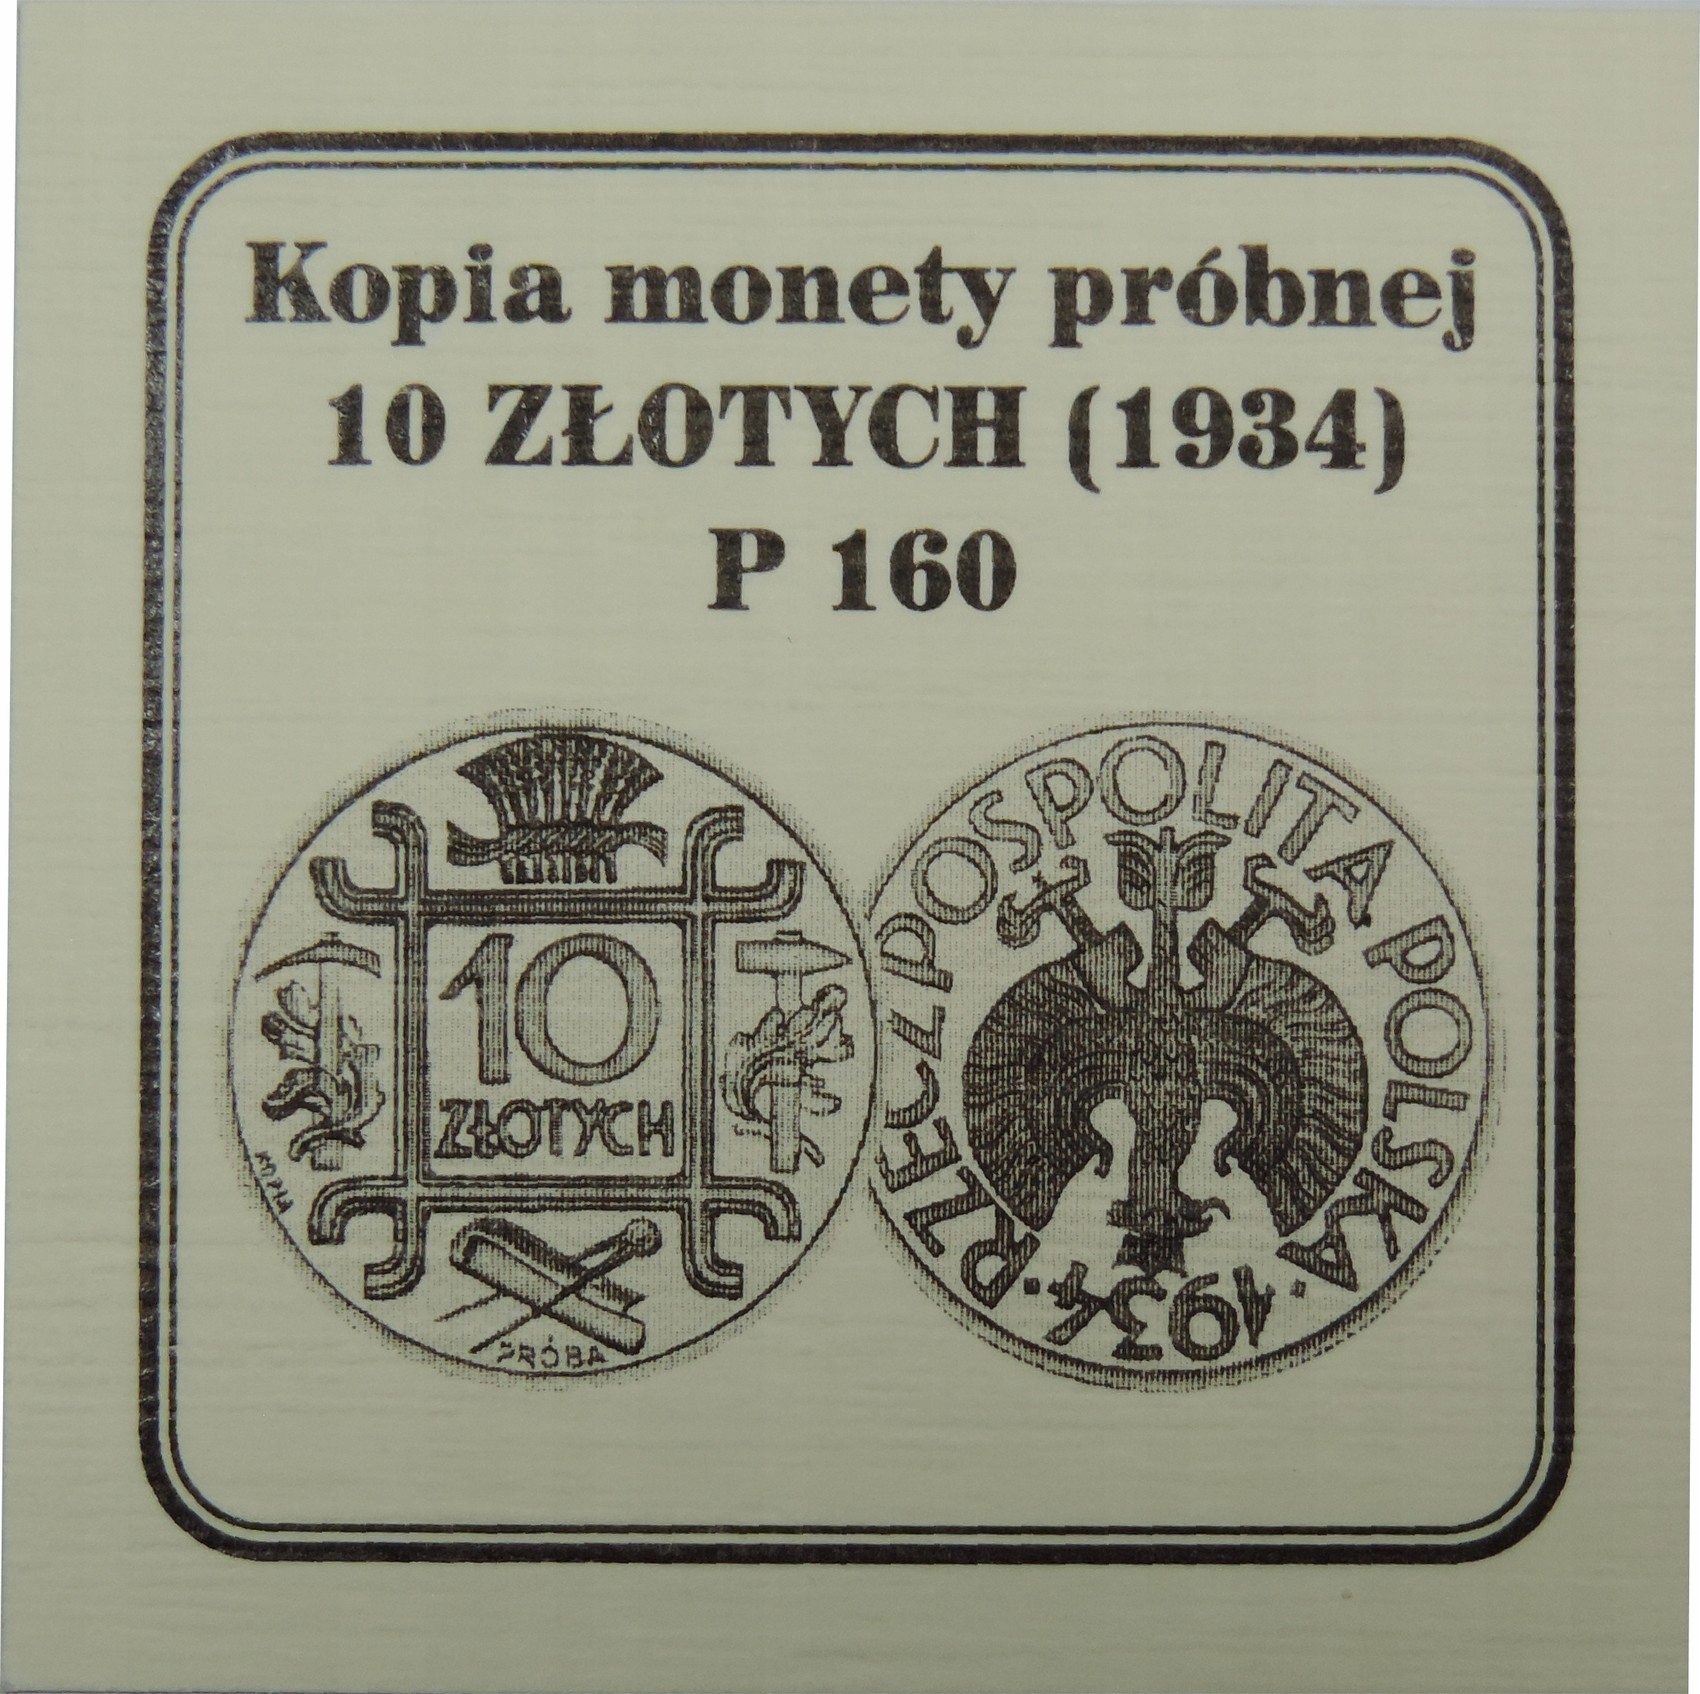 Kopia monety próbnej
10 ZŁOTYCH (1934)
P 160
10
ZŁOTYCH
KOPIA
PRÓBA
RZECZPOSPOLITA POLSKA
1934